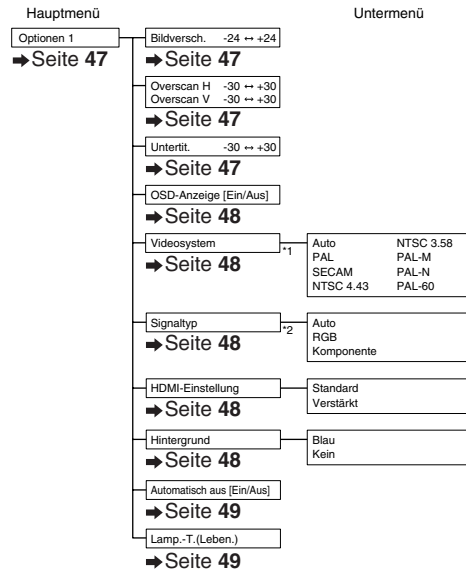 Hauptmenü
Untermenü
Optionen 1
➡Seite 47
Bildversch. -24 ↔ +24
➡Seite 47
Overscan H -30 ↔ +30
Overscan V -30 ↔ +30
➡Seite 47
Untertit. -30 ↔ +30
➡Seite 47
OSD-Anzeige [Ein/Aus]
➡Seite 48
Videosystem
➡Seite 48
*1
Auto NTSC 3.58
PAL PAL-M
SECAM PAL-N
NTSC 4.43 PAL-60
Signaltyp
➡Seite 48
*2
Auto
RGB
Komponente
HDMI-Einstellung
➡Seite 48
Standard
Verstärkt
Hintergrund
➡Seite 48
Blau
Kein
Automatisch aus [Ein/Aus]
➡Seite 49
Lamp.-T.(Leben.)
➡Seite 49